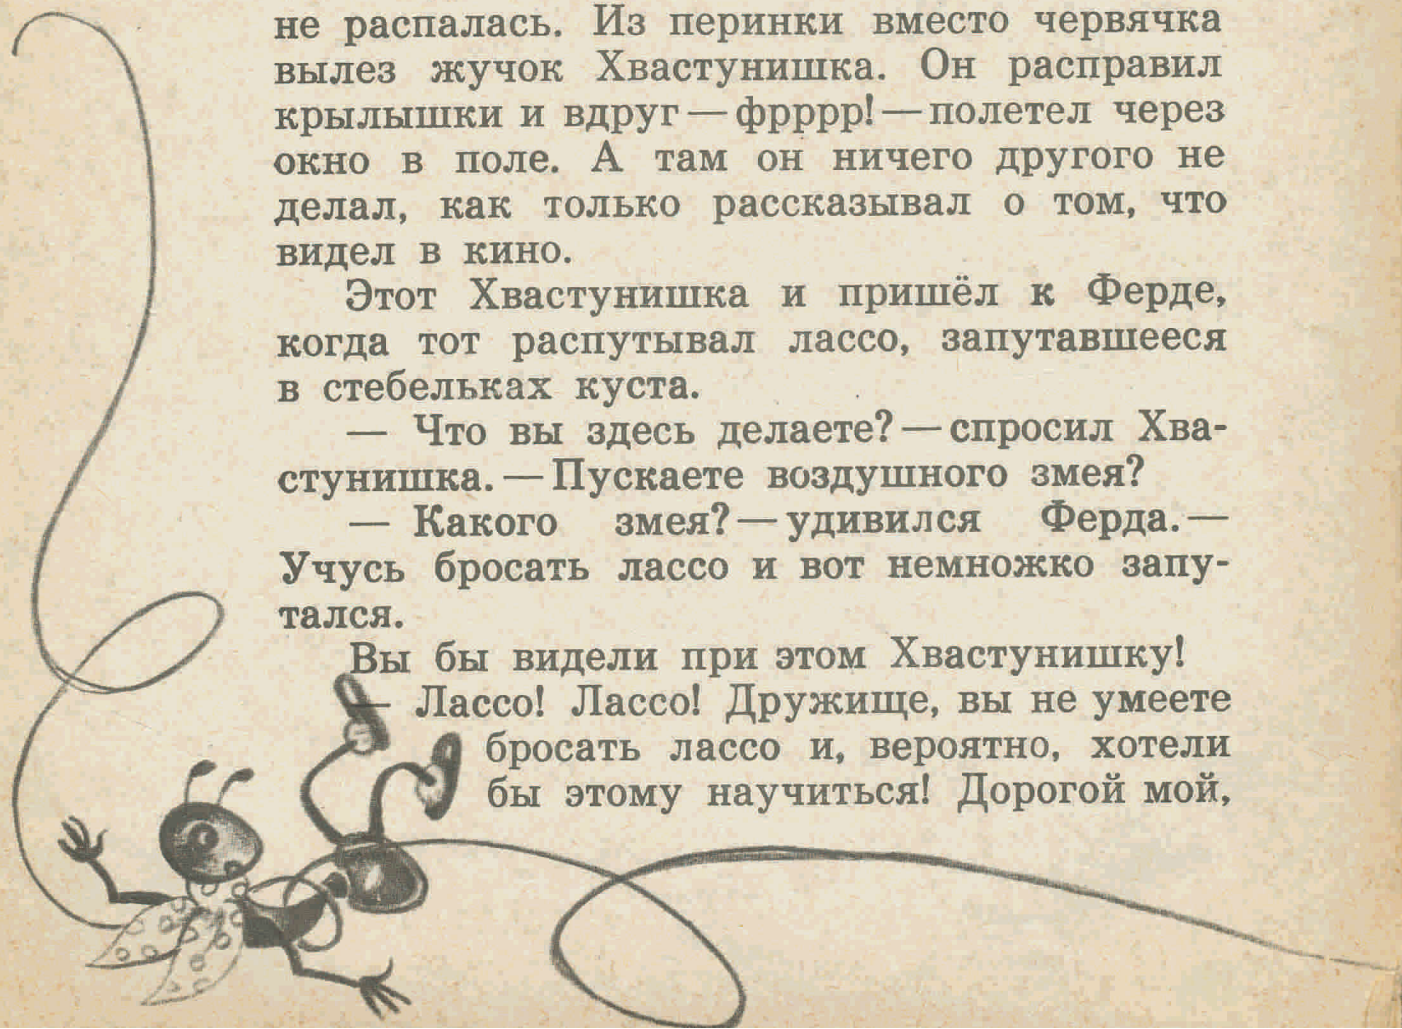 не распалась. Из перинки вместо червячка
вылез жучок Хвастунишка. Он расправил
крылышки и вдруг — фрррр! — полетел через
окно в поле. А там он ничего другого не
делал, как только рассказывал о том, что
видел в кино.
Этот Хвастунишка и пришёл к Ферде,
когда тот распутывал лассо, запутавшееся
в стебельках куста.
— Что вы здесь делаете? — спросил Хва-
стунишка. — Пускаете воздушного змея?
— Какого змея? — удивился Ферда. —
Учусь бросать лассо и вот немножко запу-
тался.
Вы бы видели при этом Хвастунишку!
— Лассо! Лассо! Дружище, вы не умеете
бросать лассо и, вероятно, хотели
бы этому научиться! Дорогой мой,